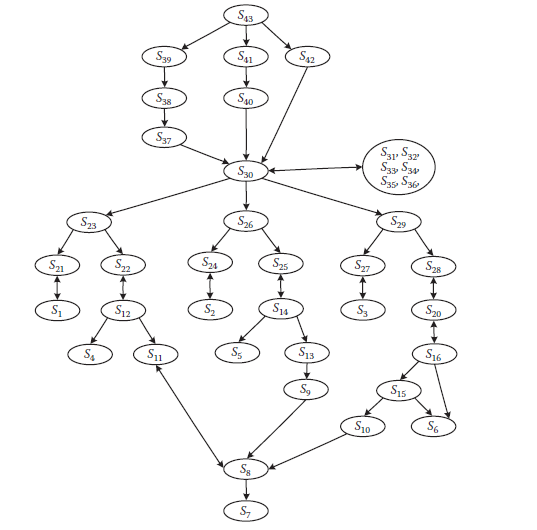 S43
S39 S41 S42
S38 S40
S37
S31, S32,
S33, S34,
S35, S36,
S30
S23 S26 S29
S21 S22 S24 S25 S27 S28
S1 S12 S2 S14 S3 S20
S4 S11 S5 S13 S16
S9 S15
S10 S6
S8
S7